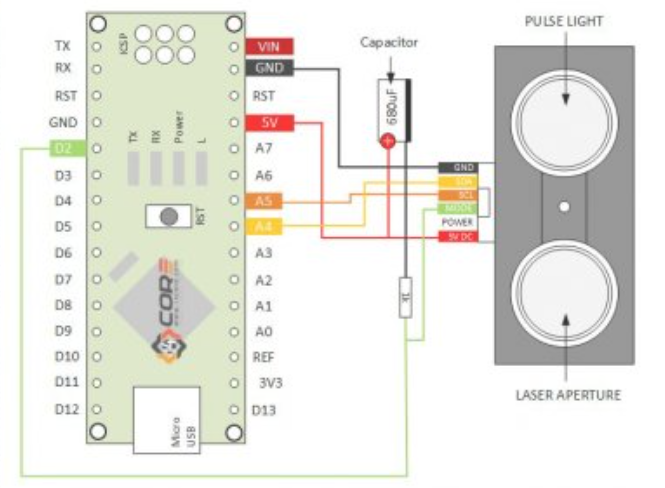 PULSE LIGHT
Capacitor
ICSP
680uF
TX
RX
RST
GND
D2
D3
D4
D5
D6
D7
D8
D9
D10
D11
D12
VIN
GND
RST
5V
A7
A6
A5
A4
A3
A2
A1
A0
REF
3V3
D13
TX
RX
Power
L
RST
CORE
Micro
USB
GND
SDA
SCL
MODE
POWER
5V DC
1k
LASER APERTURE